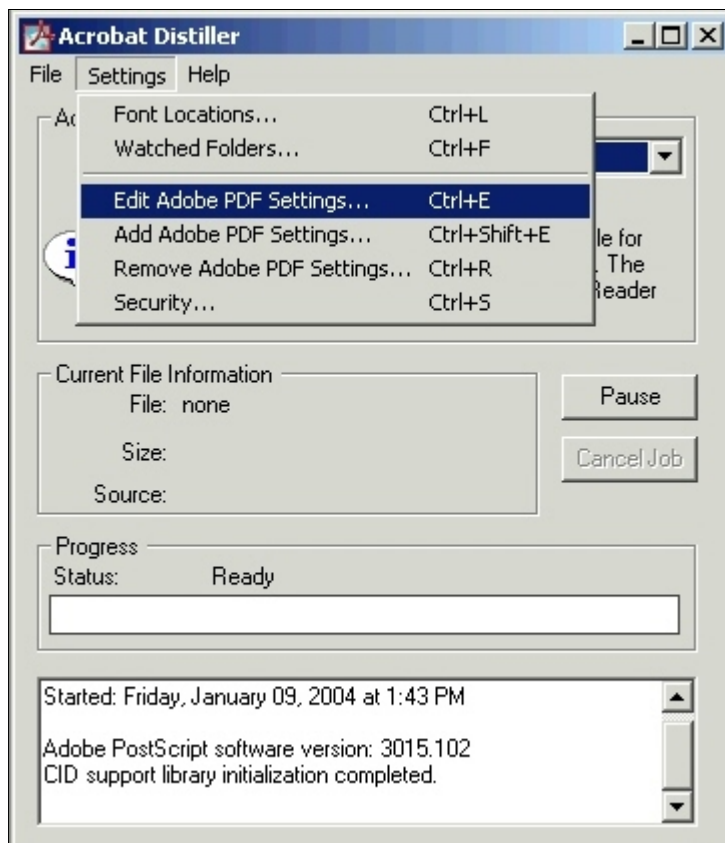 Acrobat Distiller
File Settings Help
Font Locations... Ctrl+L
Watched Folders... Ctrl+F
Edit Adobe PDF Settings... Ctrl+E
Add Adobe PDF Settings... Ctrl+Shift+E
Remove Adobe PDF Settings... Ctrl+R
Security... Ctrl+S
for
. The
Reader
Current File Information
File: none
Size:
Source:
Pause
Cancel Job
Progress
Status: Ready
Started: Friday, January 09, 2004 at 1:43 PM
Adobe PostScript software version: 3015.102
CID support library initialization completed.